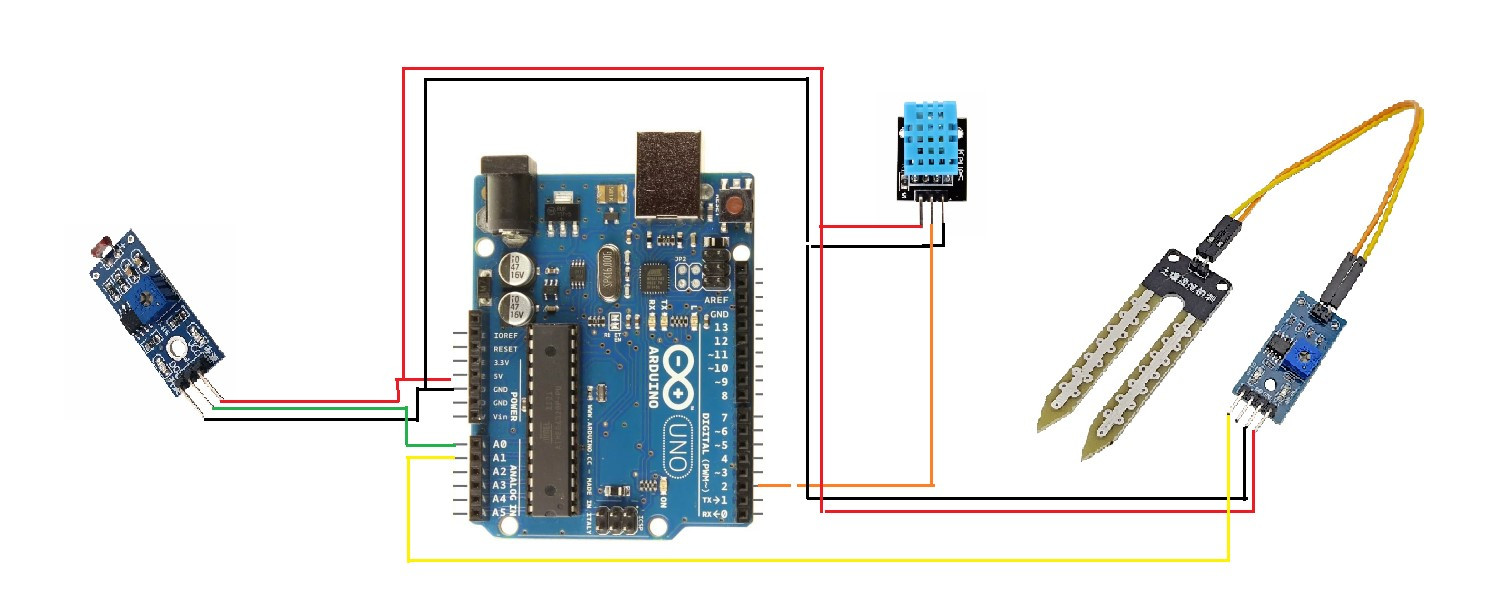 IOREF
RESET
3.3V
5V
GND
GND
Vin
POWER
A0
A1
A2
A3
A4
A5
ANALOG IN
47
16V
47
16V
RESET
JP2
AREF
GND
13
12
~11
~10
~9
8
7
~6
~5
4
~3
2
TX→1
RX←0
DIGITAL (PWM~)
RX
TX
L
ARDUINO
UNO
ON
ICSP
WWW.ARDUINO.CC - MADE IN ITALY